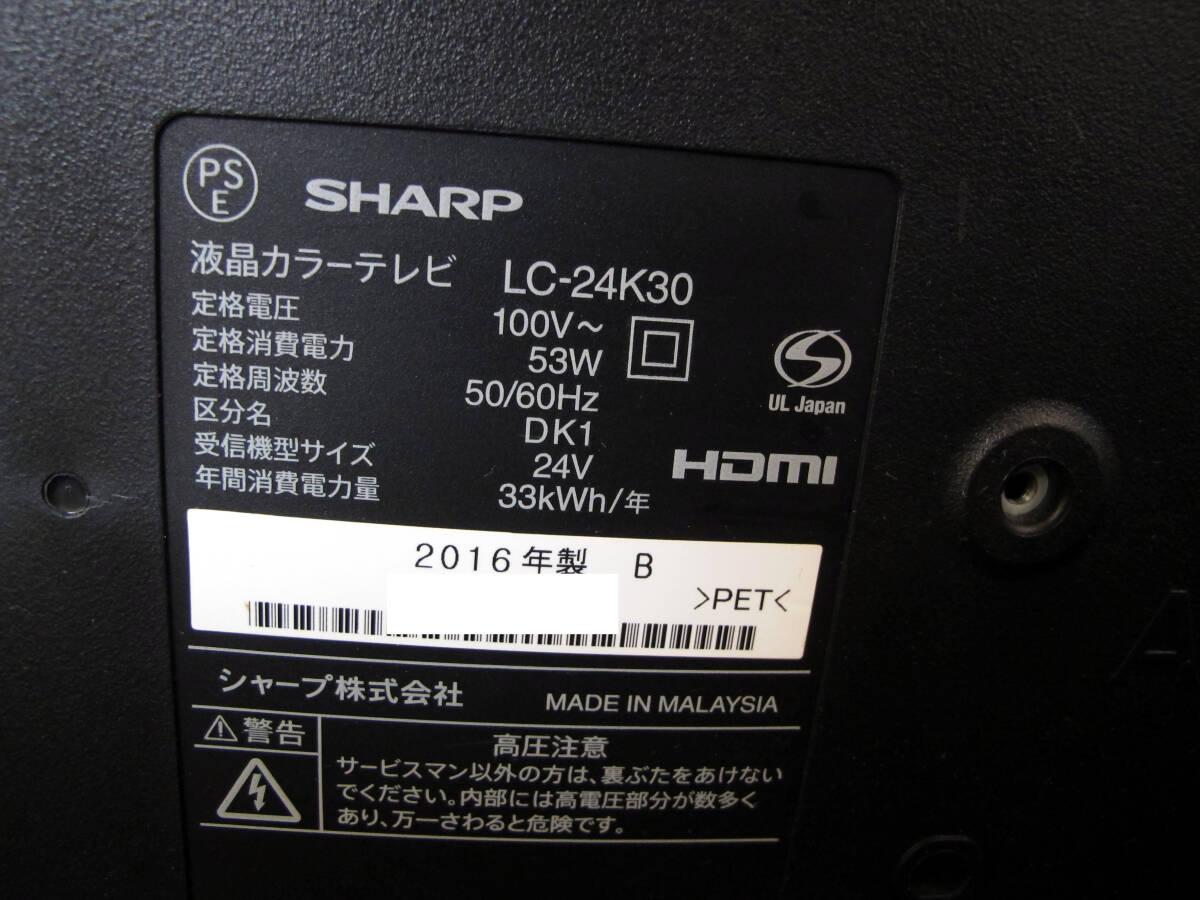 PSE
SHARP
液晶カラーテレビ LC-24K30
定格電圧 100V～
定格消費電力 53W
定格周波数 50/60Hz
区分名 DK1
受信機型サイズ 24V
年間消費電力量 33kWh/年
UL Japan
HDMI
2016年製 B
>PET<
シャープ株式会社 MADE IN MALAYSIA
警告
高圧注意
サービスマン以外の方は、裏ぶたをあけない
でください。内部には高電圧部分が数多く
あり、万一さわると危険です。